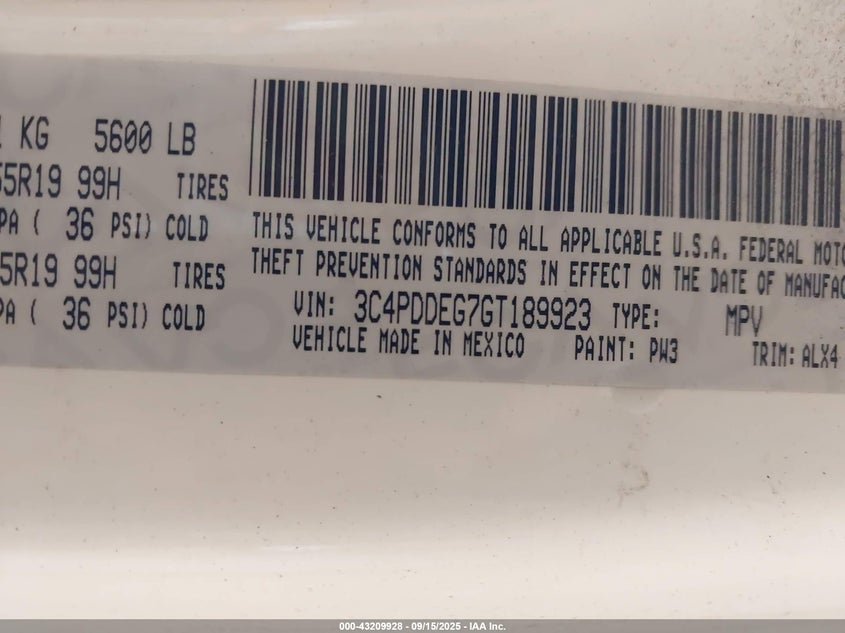 KG 5600 LB
55R19 99H TIRES
PA ( 36 PSI) COLD
5R19 99H TIRES
PA ( 36 PSI) COLD
THIS VEHICLE CONFORMS TO ALL APPLICABLE U.S.A. FEDERAL MOTO
THEFT PREVENTION STANDARDS IN EFFECT ON THE DATE OF MANUFAC
VIN: 3C4PDDEG7GT189923 TYPE: MPV
VEHICLE MADE IN MEXICO PAINT: PW3 TRIM: ALX4
000-43209928 - 09/15/2025 - IAA Inc.